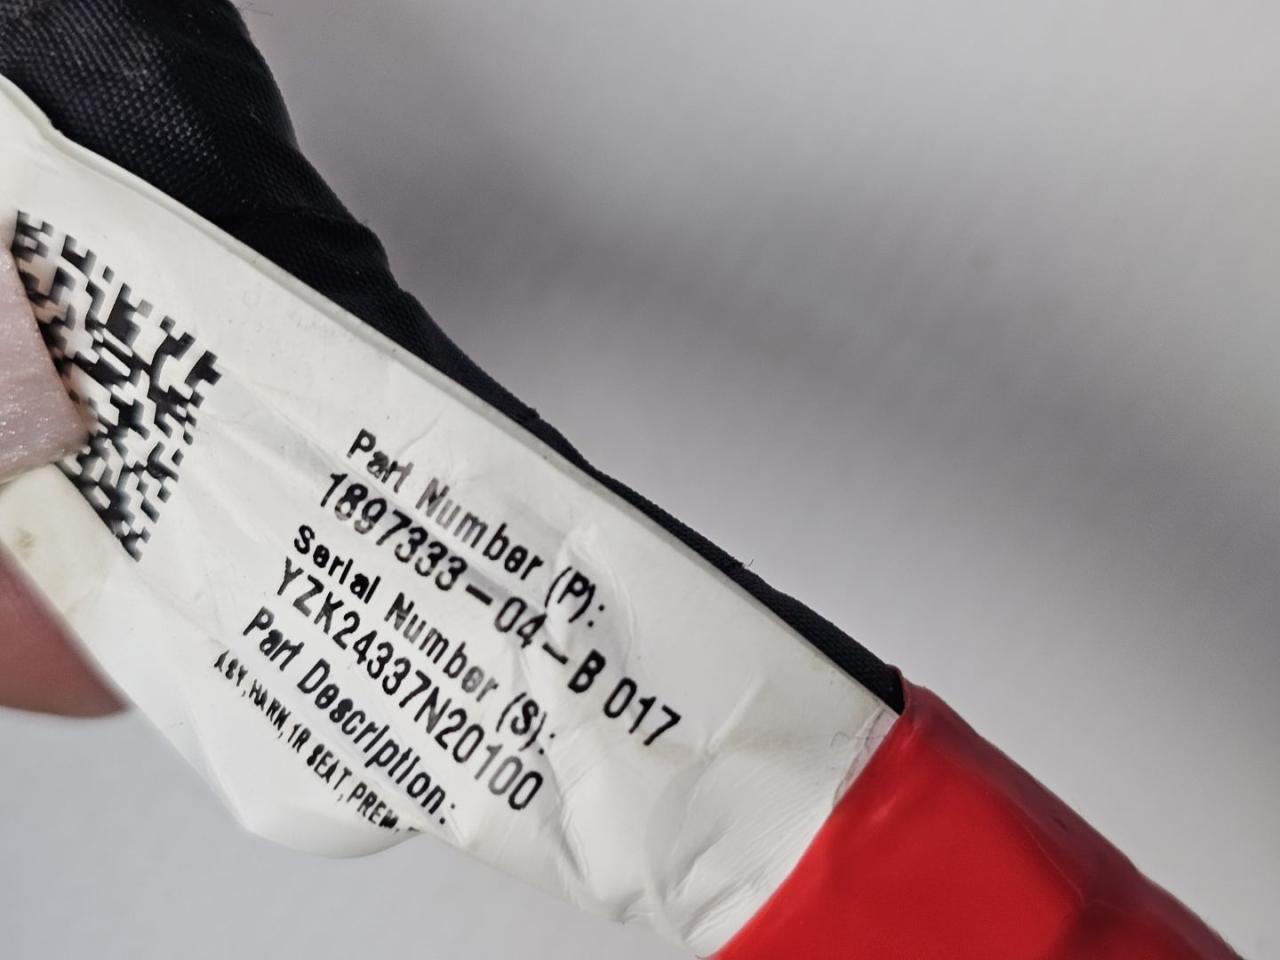 Part Number (P):
1897333-04-B 017
Serial Number (S):
YZK24337N20100
Part Description:
ASY,HARN, 1R SEAT, PREM,